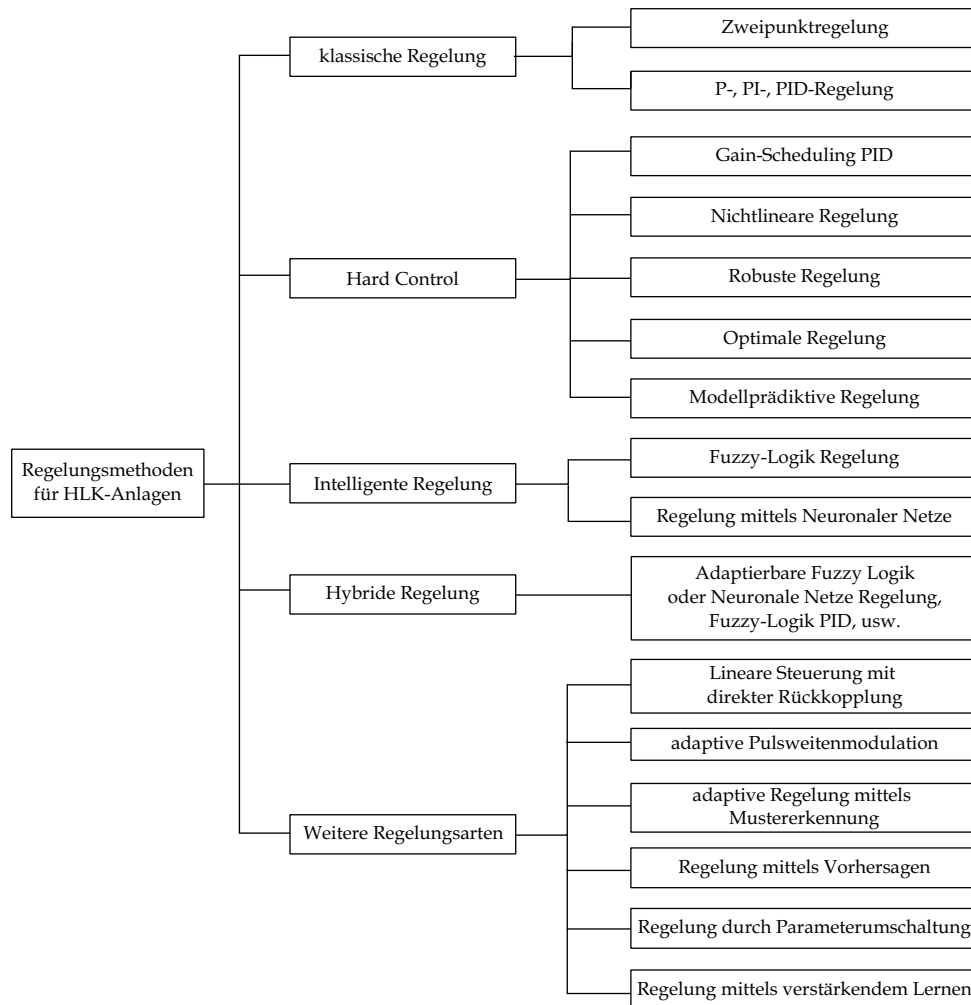 Regelungsmethoden
für HLK-Anlagen
klassische Regelung
Zweipunktregelung
P-, PI-, PID-Regelung
Hard Control
Gain-Scheduling PID
Nichtlineare Regelung
Robuste Regelung
Optimale Regelung
Modellprädiktive Regelung
Intelligente Regelung
Fuzzy-Logik Regelung
Regelung mittels Neuronaler Netze
Hybride Regelung
Adaptierbare Fuzzy Logik
oder Neuronale Netze Regelung,
Fuzzy-Logik PID, usw.
Weitere Regelungsarten
Lineare Steuerung mit
direkter Rückkopplung
adaptive Pulsweitenmodulation
adaptive Regelung mittels
Mustererkennung
Regelung mittels Vorhersagen
Regelung durch Parameterumschaltung
Regelung mittels verstärkendem Lernen